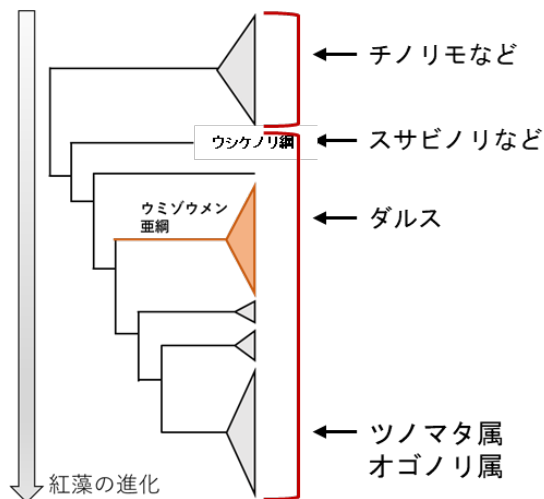 チノリモなど
ウシケノリ綱
スサビノリなど
ウミゾウメン
亜綱
ダルス
ツノマタ属
オゴノリ属
紅藻の進化